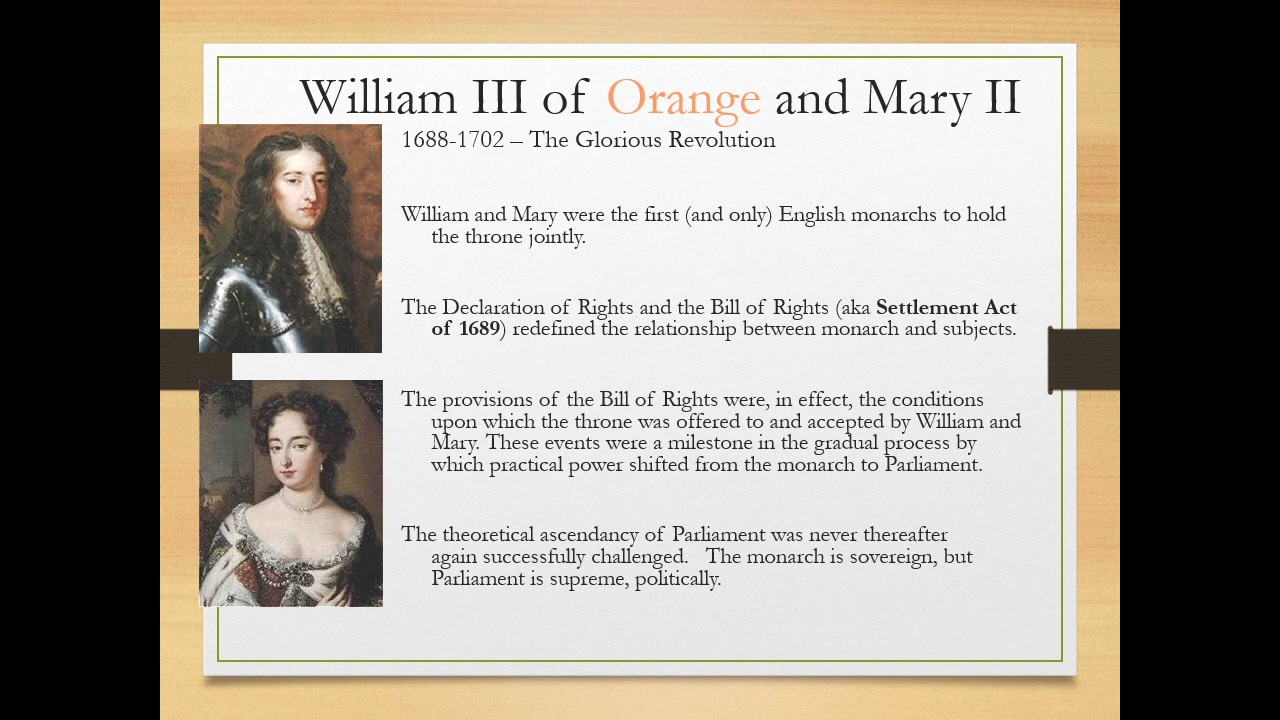 William III of Orange and Mary II
1688-1702 – The Glorious Revolution
William and Mary were the first (and only) English monarchs to hold
the throne jointly.
The Declaration of Rights and the Bill of Rights (aka Settlement Act
of 1689) redefined the relationship between monarch and subjects.
The provisions of the Bill of Rights were, in effect, the conditions
upon which the throne was offered to and accepted by William and
Mary. These events were a milestone in the gradual process by
which practical power shifted from the monarch to Parliament.
The theoretical ascendancy of Parliament was never thereafter
again successfully challenged. The monarch is sovereign, but
Parliament is supreme, politically.